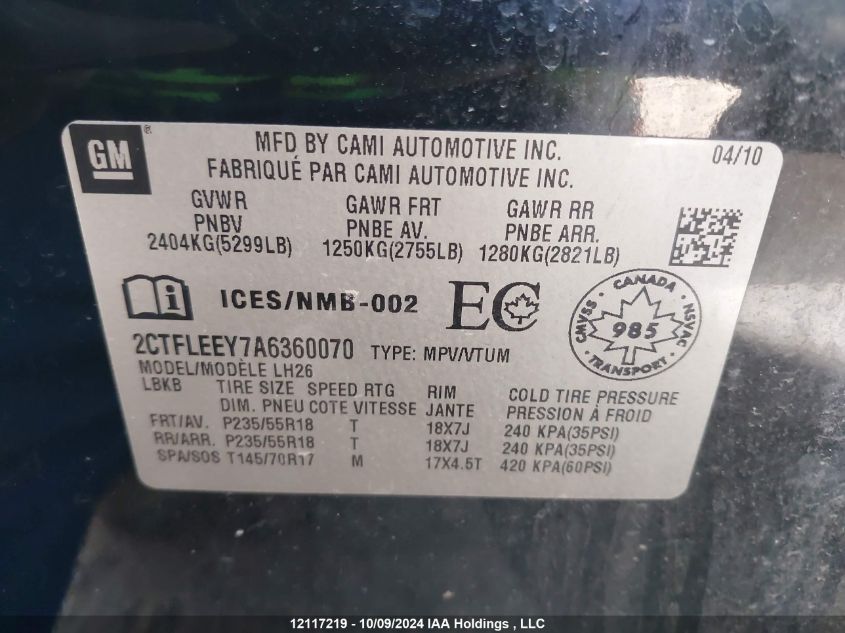 GM®
MFD BY CAMI AUTOMOTIVE INC.
FABRIQUÉ PAR CAMI AUTOMOTIVE INC.
04/10
GVWR GAWR FRT GAWR RR
PNBV PNBE AV. PNBE ARR.
2404KG(5299LB) 1250KG(2755LB) 1280KG(2821LB)
i ICES/NMB-002 EC
CANADA
CMVSS 985 NSVAC
TRANSPORT
2CTFLEEY7A6360070 TYPE: MPV/VTUM
MODEL/MODÈLE LH26
LBKB TIRE SIZE SPEED RTG RIM COLD TIRE PRESSURE
DIM. PNEU COTE VITESSE JANTE PRESSION À FROID
FRT/AV. P235/55R18 T 18X7J 240 KPA(35PSI)
RR/ARR. P235/55R18 T 18X7J 240 KPA(35PSI)
SPA/SOS T145/70R17 M 17X4.5T 420 KPA(60PSI)
12117219 - 10/09/2024 IAA Holdings , LLC